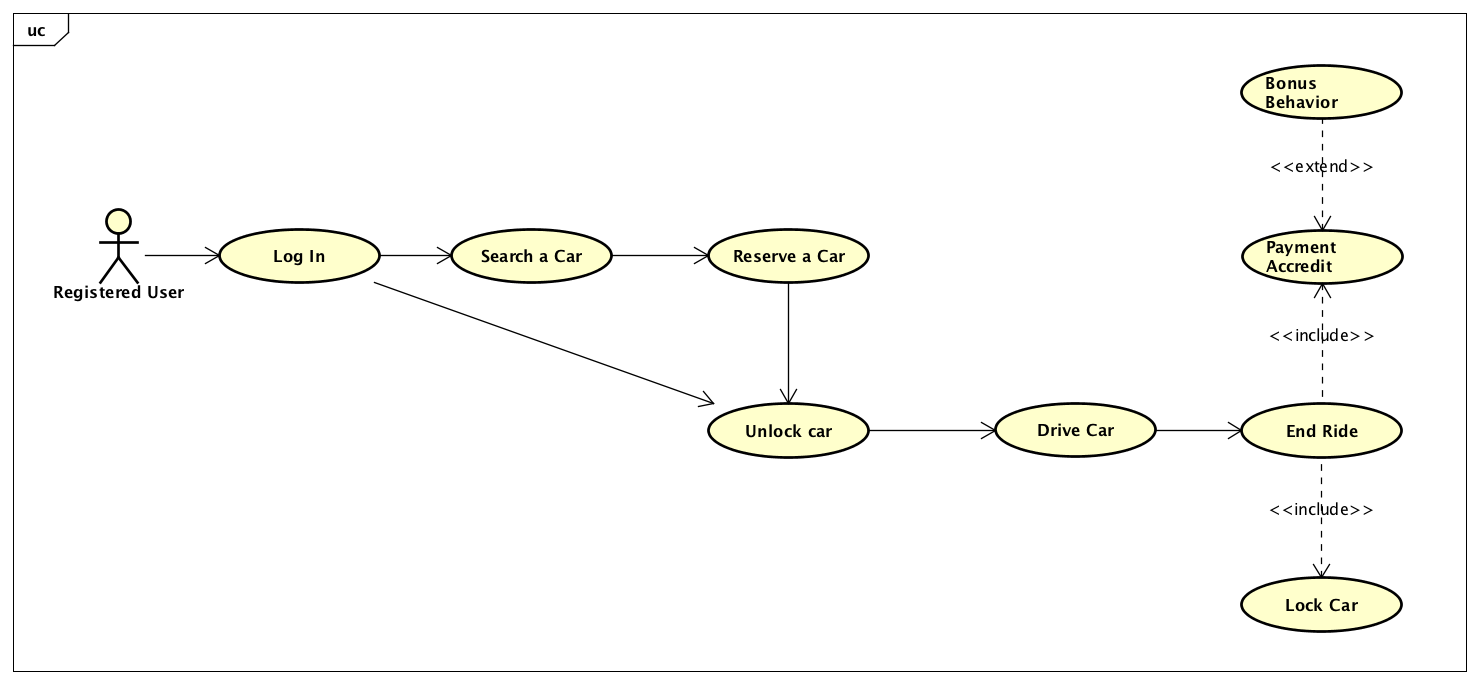 uc
Bonus
Behavior
<<extend>>
Registered User
Log In
Search a Car
Reserve a Car
Payment
Accredit
<<include>>
Unlock car
Drive Car
End Ride
<<include>>
Lock Car